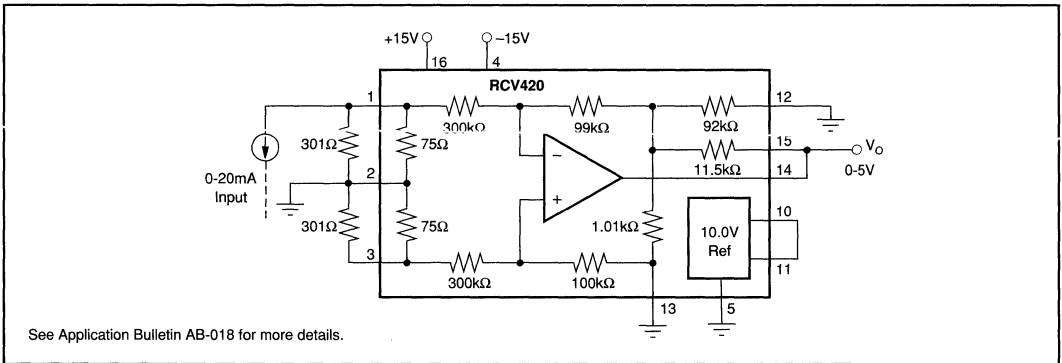 +15V
–15V
16
4
RCV420
1
12
300kΩ
99kΩ
92kΩ
301Ω
75Ω
15
Vo
11.5kΩ
0-5V
14
0-20mA
Input
2
–
+
301Ω
75Ω
1.01kΩ
10
10.0V
Ref
11
3
300kΩ
100kΩ
13
5
See Application Bulletin AB-018 for more details.